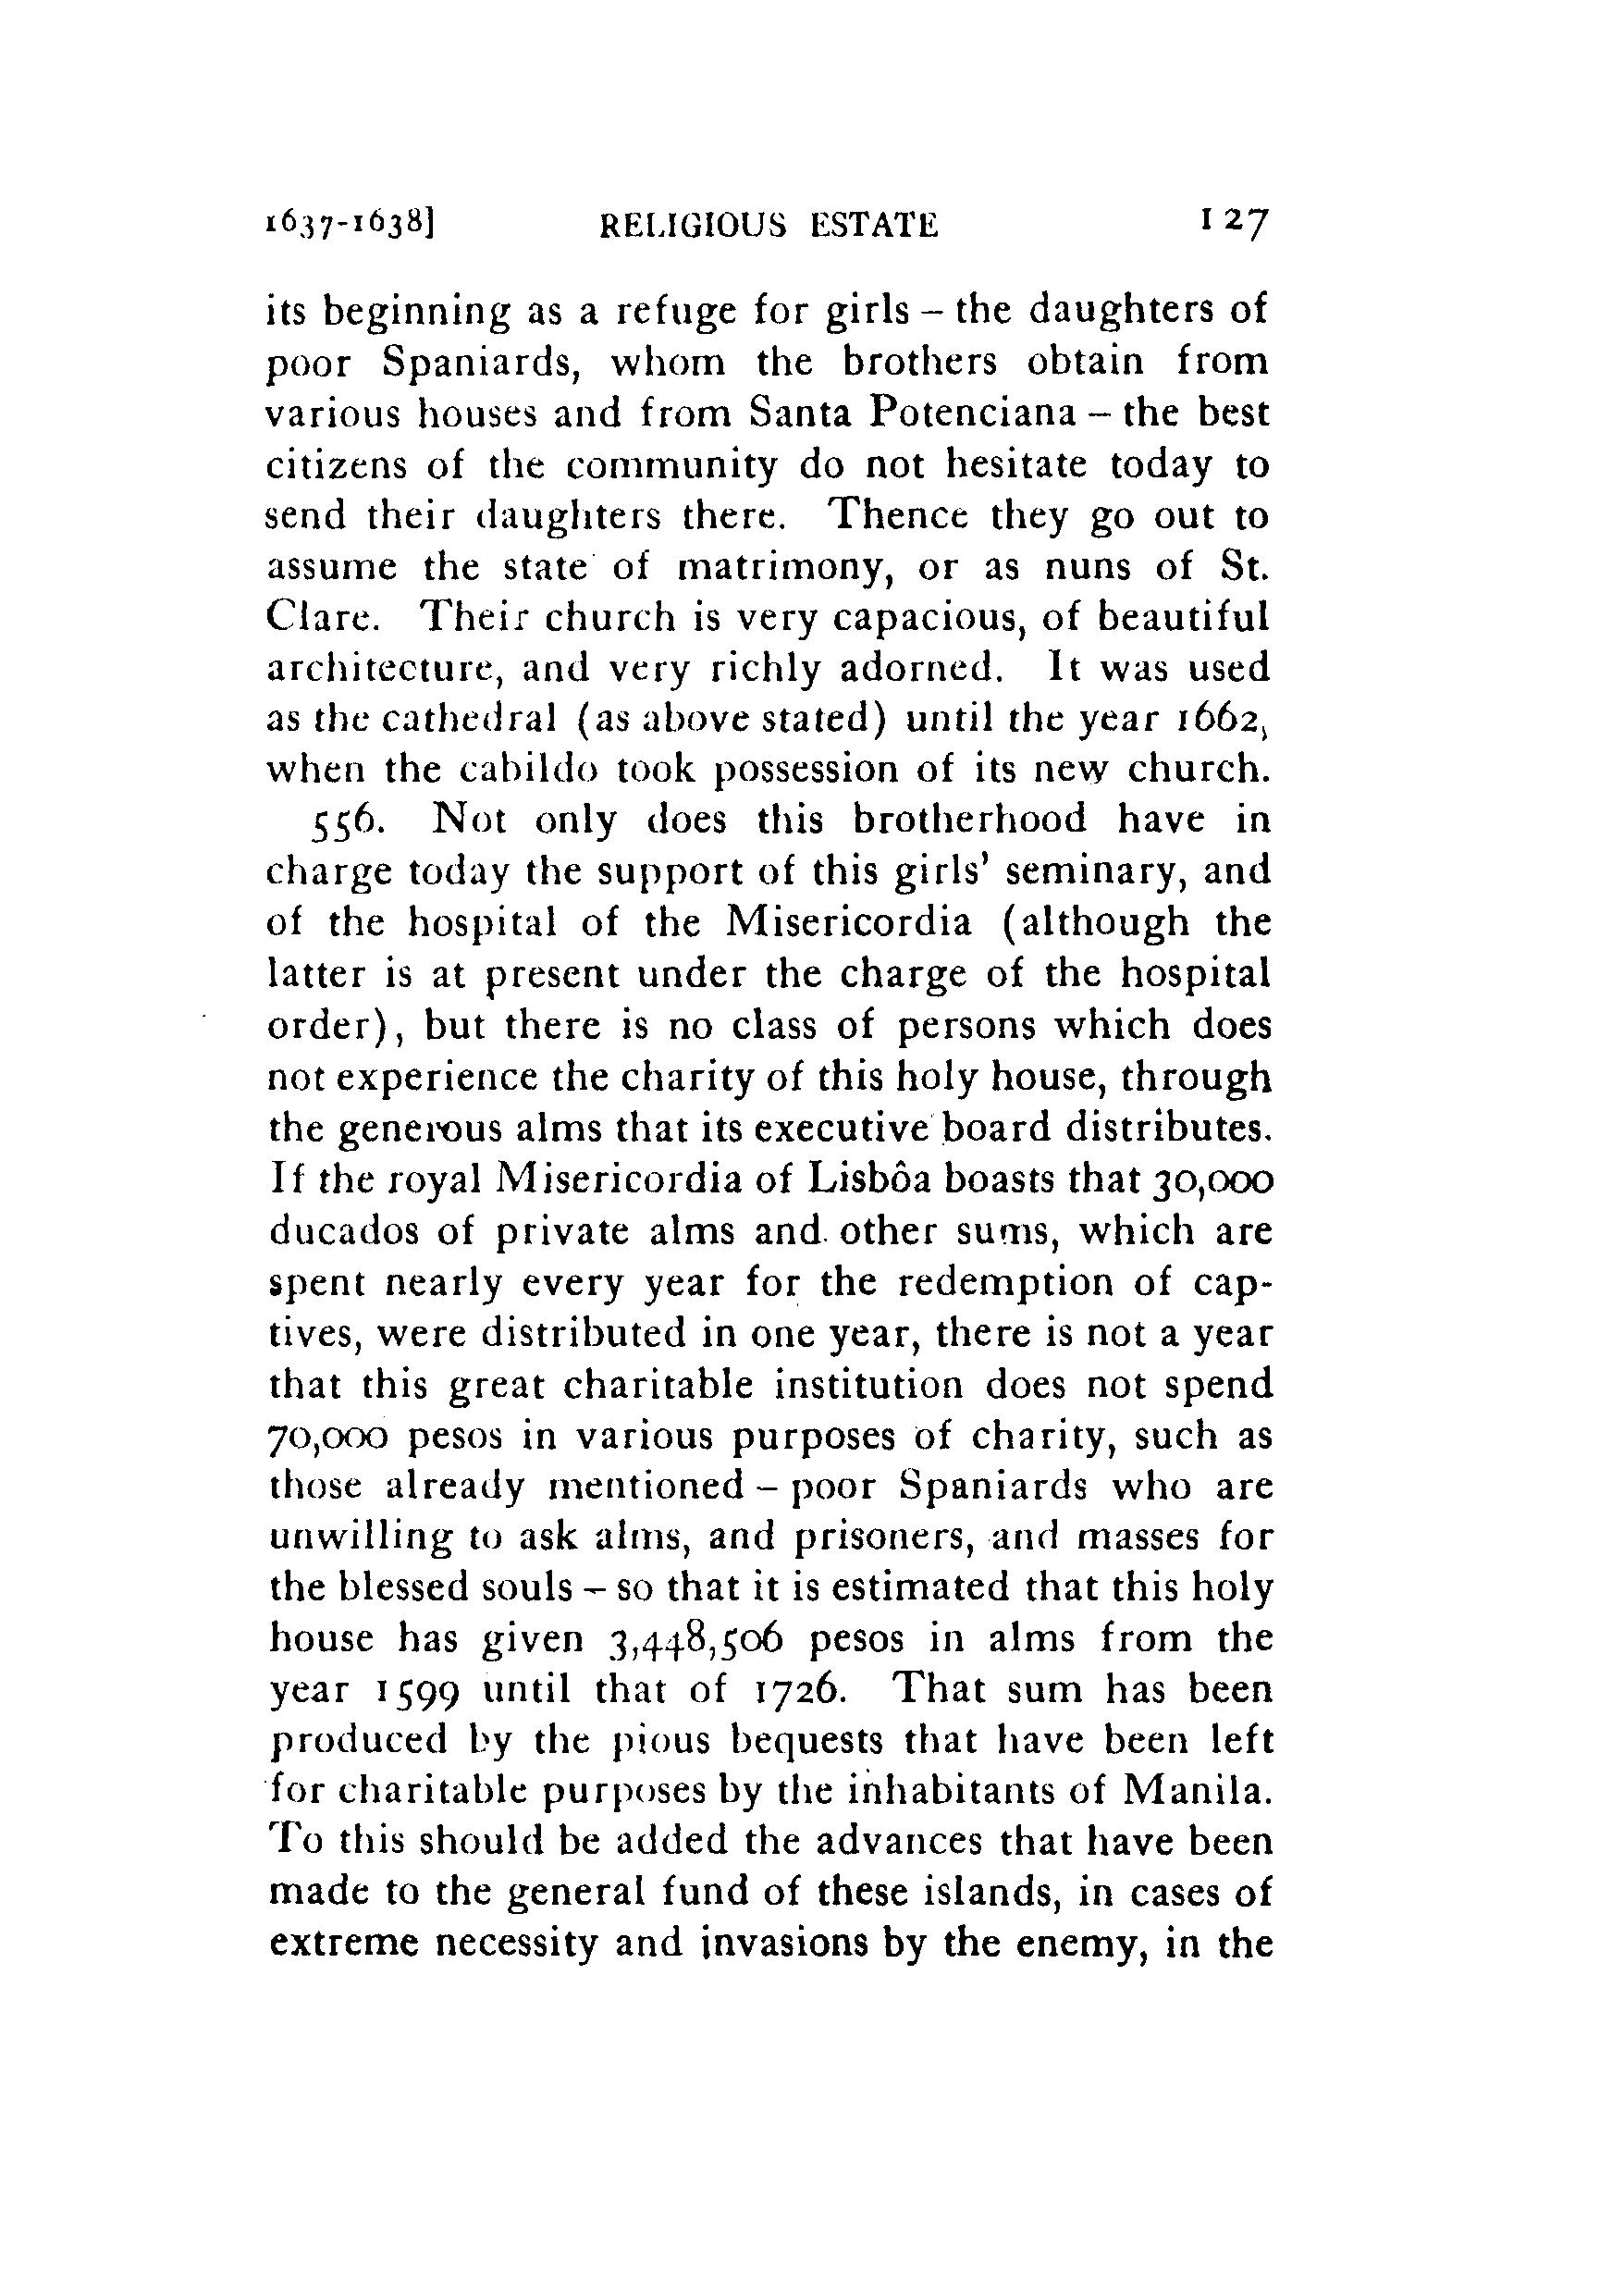 1637-1638] RELIGIOUS ESTATE 127
its beginning as a refuge for girls – the daughters of
poor Spaniards, whom the brothers obtain from
various houses and from Santa Potenciana – the best
citizens of the community do not hesitate today to
send their daughters there. Thence they go out to
assume the state of matrimony, or as nuns of St.
Clare. Their church is very capacious, of beautiful
architecture, and very richly adorned. It was used
as the cathedral (as above stated) until the year 1662,
when the cabildo took possession of its new church.
556. Not only does this brotherhood have in
charge today the support of this girls' seminary, and
of the hospital of the Misericordia (although the
latter is at present under the charge of the hospital
order), but there is no class of persons which does
not experience the charity of this holy house, through
the generous alms that its executive board distributes.
If the royal Misericordia of Lisbôa boasts that 30,000
ducados of private alms and other sums, which are
spent nearly every year for the redemption of cap-
tives, were distributed in one year, there is not a year
that this great charitable institution does not spend
70,000 pesos in various purposes of charity, such as
those already mentioned – poor Spaniards who are
unwilling to ask alms, and prisoners, and masses for
the blessed souls – so that it is estimated that this holy
house has given 3,448,506 pesos in alms from the
year 1599 until that of 1726. That sum has been
produced by the pious bequests that have been left
for charitable purposes by the inhabitants of Manila.
To this should be added the advances that have been
made to the general fund of these islands, in cases of
extreme necessity and invasions by the enemy, in the